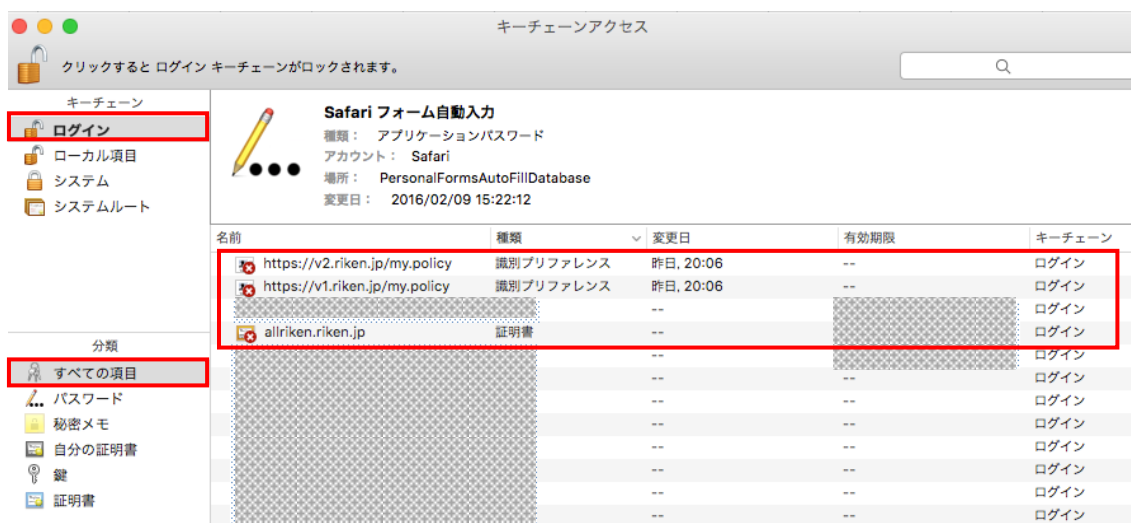 キーチェーンアクセス
クリックすると ログイン キーチェーンがロックされます。
キーチェーン
ログイン
ローカル項目
システム
システムルート
分類
すべての項目
パスワード
秘密メモ
自分の証明書
鍵
証明書
Safari フォーム自動入力
種類： アプリケーションパスワード
アカウント： Safari
場所： PersonalFormsAutoFillDatabase
変更日： 2016/02/09 15:22:12
名前 種類 変更日 有効期限 キーチェーン
https://v2.riken.jp/my.policy 識別プリファレンス 昨日, 20:06 -- ログイン
https://v1.riken.jp/my.policy 識別プリファレンス 昨日, 20:06 -- ログイン
-- ログイン
allriken.riken.jp 証明書 -- ログイン
-- ログイン
-- -- ログイン
-- -- ログイン
-- -- ログイン
-- -- ログイン
-- -- ログイン
-- -- ログイン
-- -- ログイン